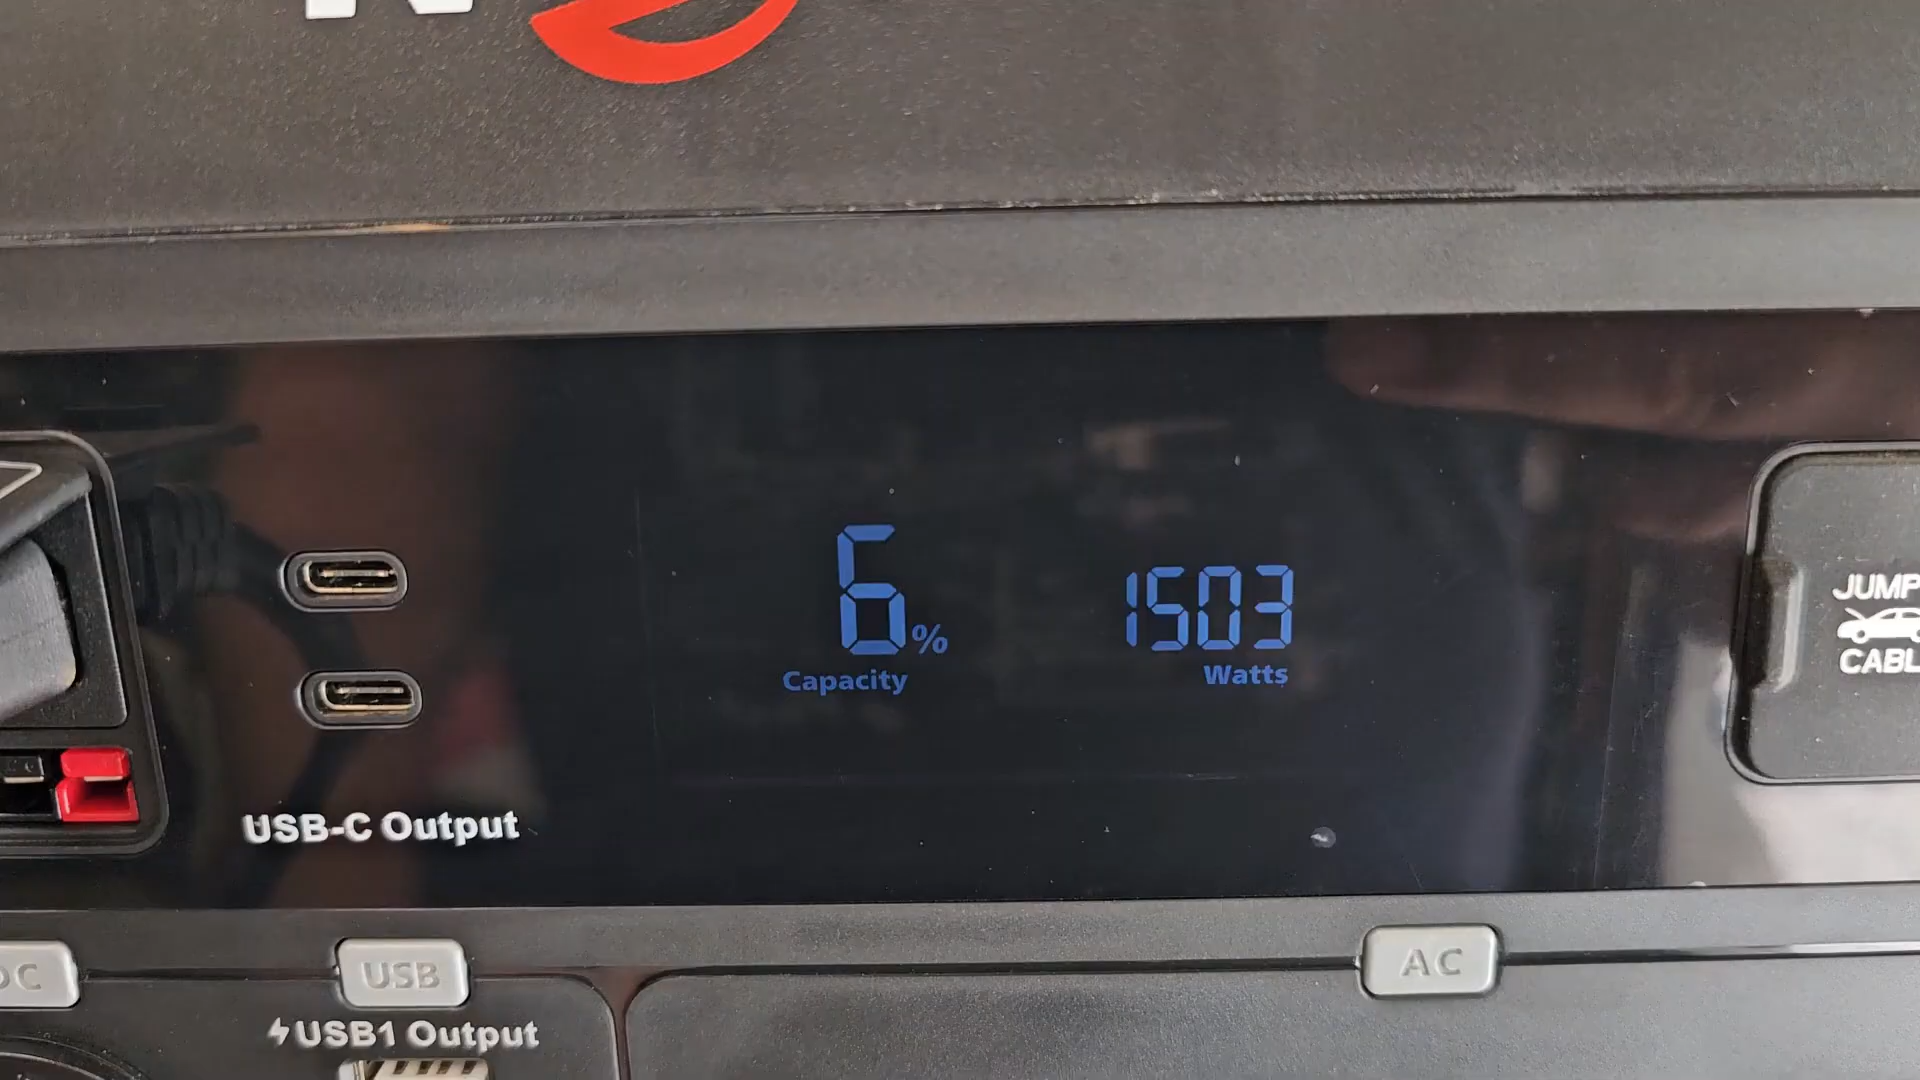 6%
Capacity
1503
Watts
JUMP
CABL
USB-C Output
DC
USB
AC
⚡USB1 Output